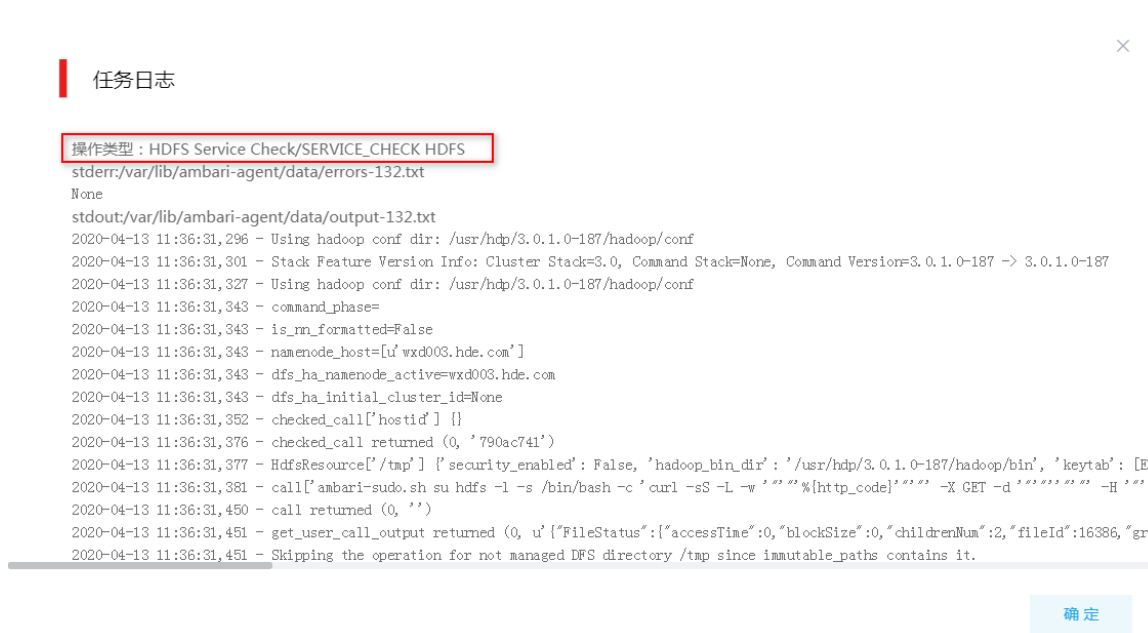 任务日志
操作类型：HDFS Service Check/SERVICE_CHECK HDFS
stderr:/var/lib/ambari-agent/data/errors-132.txt
None
stdout:/var/lib/ambari-agent/data/output-132.txt
2020-04-13 11:36:31,296 - Using hadoop conf dir: /usr/hdp/3.0.1.0-187/hadoop/conf
2020-04-13 11:36:31,301 - Stack Feature Version Info: Cluster Stack=3.0, Command Stack=None, Command Version=3.0.1.0-187 -> 3.0.1.0-187
2020-04-13 11:36:31,327 - Using hadoop conf dir: /usr/hdp/3.0.1.0-187/hadoop/conf
2020-04-13 11:36:31,343 - command_phase=
2020-04-13 11:36:31,343 - is_nn_formatted=False
2020-04-13 11:36:31,343 - namenode_host=[u'wxd003.hde.com']
2020-04-13 11:36:31,343 - dfs_ha_namenode_active=wxd003.hde.com
2020-04-13 11:36:31,343 - dfs_ha_initial_cluster_id=None
2020-04-13 11:36:31,352 - checked_call['hostid'] {}
2020-04-13 11:36:31,376 - checked_call returned (0, '790ac741')
2020-04-13 11:36:31,377 - HdfsResource['/tmp'] {'security_enabled': False, 'hadoop_bin_dir': '/usr/hdp/3.0.1.0-187/hadoop/bin', 'keytab': [E
2020-04-13 11:36:31,381 - call['ambari-sudo.sh su hdfs -l -s /bin/bash -c 'curl -sS -L -w '"'"'%{http_code}'"'"' -X GET -d '"'"''"'"' -H '"'
2020-04-13 11:36:31,450 - call returned (0, '')
2020-04-13 11:36:31,451 - get_user_call_output returned (0, u'{"FileStatus":{"accessTime":0,"blockSize":0,"childrenNum":2,"fileId":16386,"gr
2020-04-13 11:36:31,451 - Skipping the operation for not managed DFS directory /tmp since immutable_paths contains it.
确定